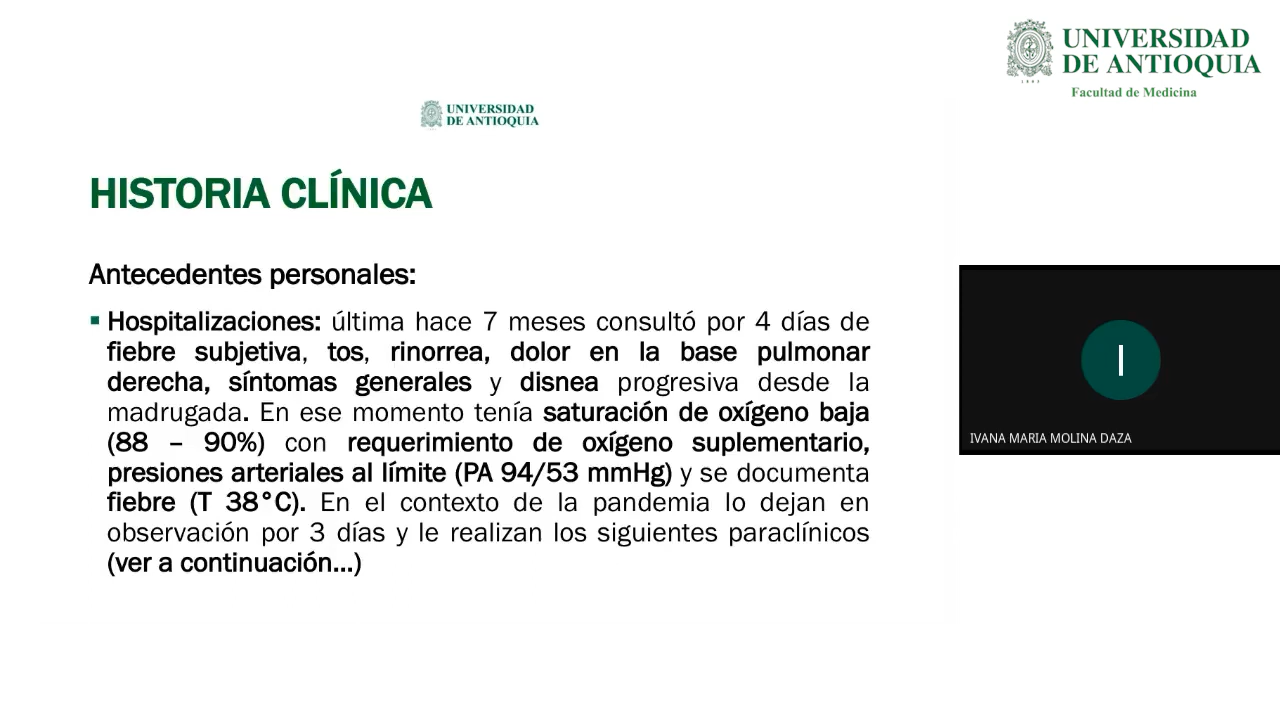 UNIVERSIDAD
DE ANTIOQUIA
1803
Facultad de Medicina
UNIVERSIDAD
DE ANTIOQUIA
HISTORIA CLÍNICA
Antecedentes personales:
▪ Hospitalizaciones: última hace 7 meses consultó por 4 días de
fiebre subjetiva, tos, rinorrea, dolor en la base pulmonar
derecha, síntomas generales y disnea progresiva desde la
madrugada. En ese momento tenía saturación de oxígeno baja
(88 – 90%) con requerimiento de oxígeno suplementario,
presiones arteriales al límite (PA 94/53 mmHg) y se documenta
fiebre (T 38°C). En el contexto de la pandemia lo dejan en
observación por 3 días y le realizan los siguientes paraclínicos
(ver a continuación...)
I
IVANA MARIA MOLINA DAZA